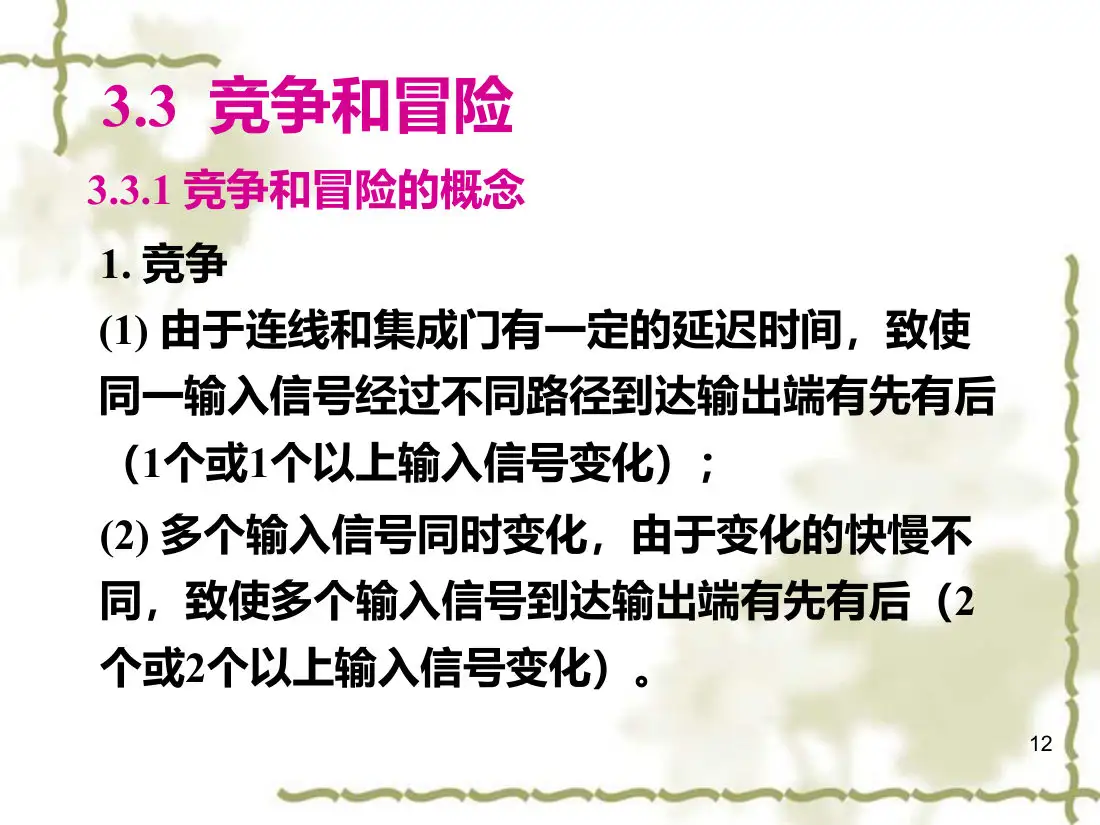 3.3 竞争和冒险
3.3.1 竞争和冒险的概念
1. 竞争
(1) 由于连线和集成门有一定的延迟时间，致使
同一输入信号经过不同路径到达输出端有先有后
（1个或1个以上输入信号变化）；
(2) 多个输入信号同时变化，由于变化的快慢不
同，致使多个输入信号到达输出端有先有后（2
个或2个以上输入信号变化）。
12